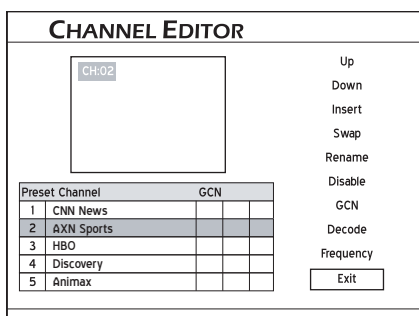 CHANNEL EDITOR
CH:02
Preset Channel GCN
1 CNN News
2 AXN Sports
3 HBO
4 Discovery
5 Animax
Up
Down
Insert
Swap
Rename
Disable
GCN
Decode
Frequency
Exit